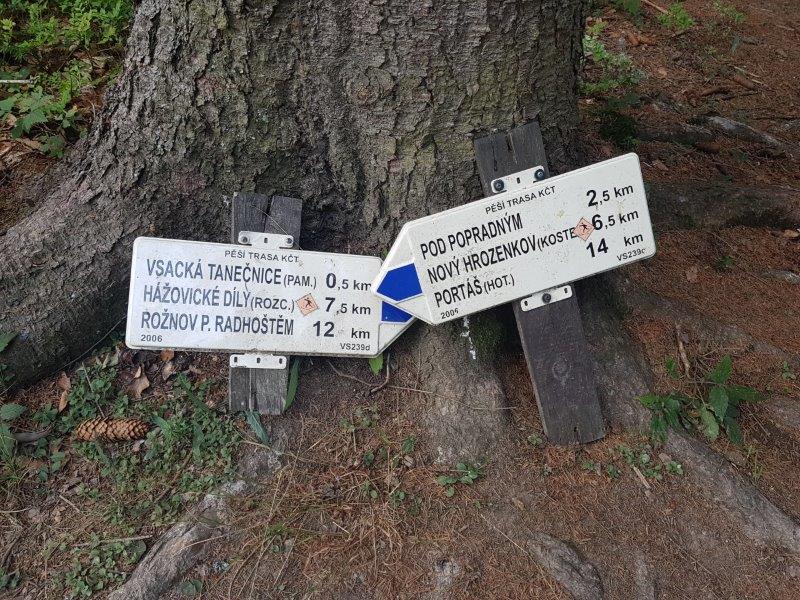 PĚŠÍ TRASA KČT
VSACKÁ TANEČNICE (PAM.) 0,5 km
HÁŽOVICKÉ DÍLY (ROZC.) 7,5 km
ROŽNOV P. RADHOŠTĚM 12 km
2006 VS239d
PĚŠÍ TRASA KČT
POD POPRADNÝM 2,5 km
NOVÝ HROZENKOV (KOSTE 6,5 km
PORTÁŠ (HOT.) 14 km
2006 VS239c